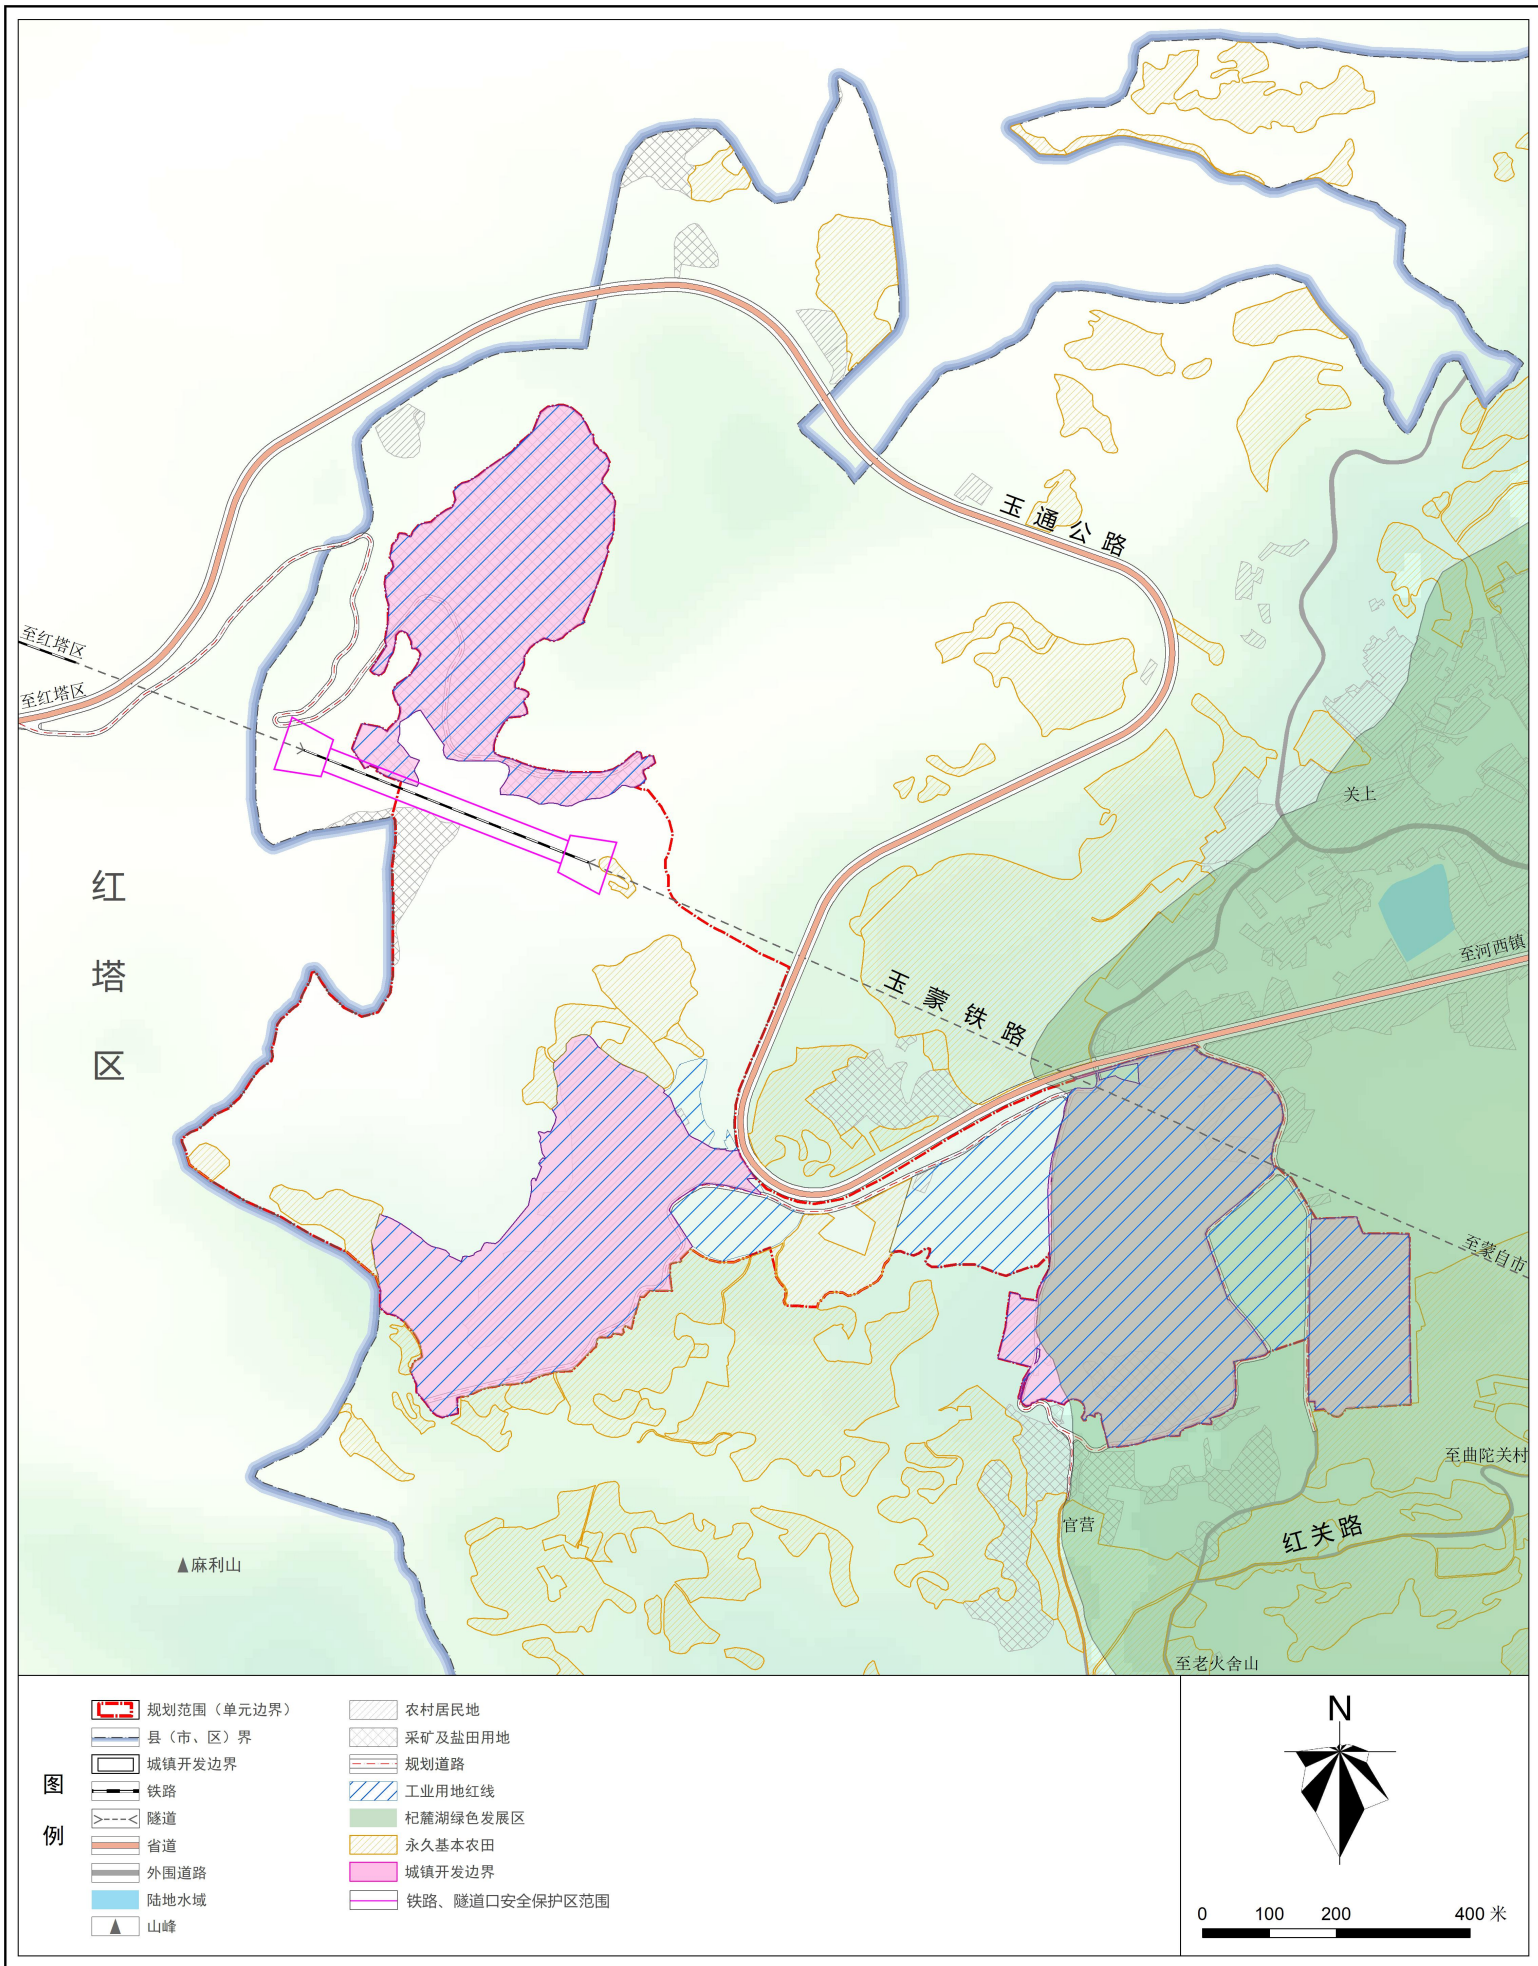 玉通公路
至红塔区
至红塔区
关上
红塔区
至河西镇
玉蒙铁路
至蒙自市
至曲陀关村
官营
红关路
麻利山
至老火舍山
图例
规划范围（单元边界）
县（市、区）界
城镇开发边界
铁路
隧道
省道
外围道路
陆地水域
山峰
农村居民地
采矿及盐田用地
规划道路
工业用地红线
杞麓湖绿色发展区
永久基本农田
城镇开发边界
铁路、隧道口安全保护区范围
N
0 100 200 400 米